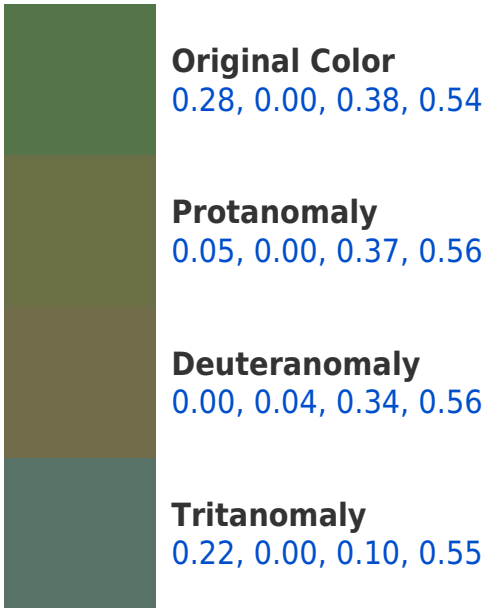 Original Color
0.28, 0.00, 0.38, 0.54
Protanomaly
0.05, 0.00, 0.37, 0.56
Deuteranomaly
0.00, 0.04, 0.34, 0.56
Tritanomaly
0.22, 0.00, 0.10, 0.55